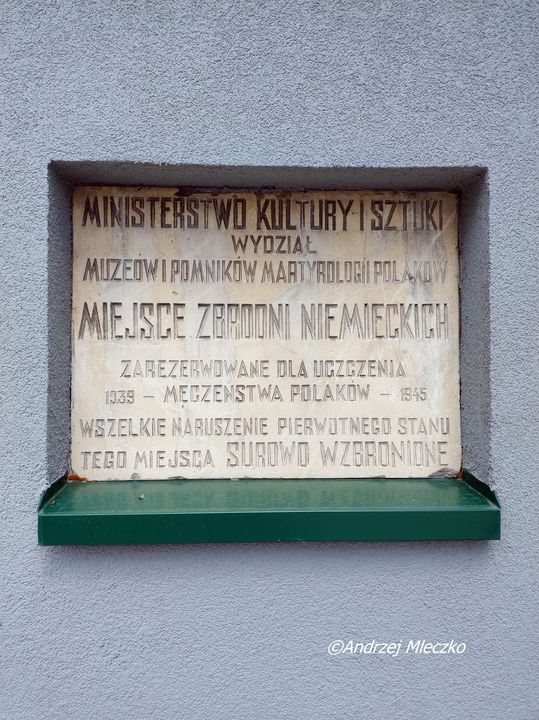 MINISTERSTWO KULTURY I SZTUKI
WYDZIAŁ
MUZEÓW I POMNIKÓW MARTYROLOGII POLAKÓW
MIEJSCE ZBRODNI NIEMIECKICH
ZAREZERWOWANE DLA UCZCZENIA
1939 – MĘCZEŃSTWA POLAKÓW – 1945
WSZELKIE NARUSZENIE PIERWOTNEGO STANU
TEGO MIEJSCA SUROWO WZBRONIONE
©Andrzej Mleczko